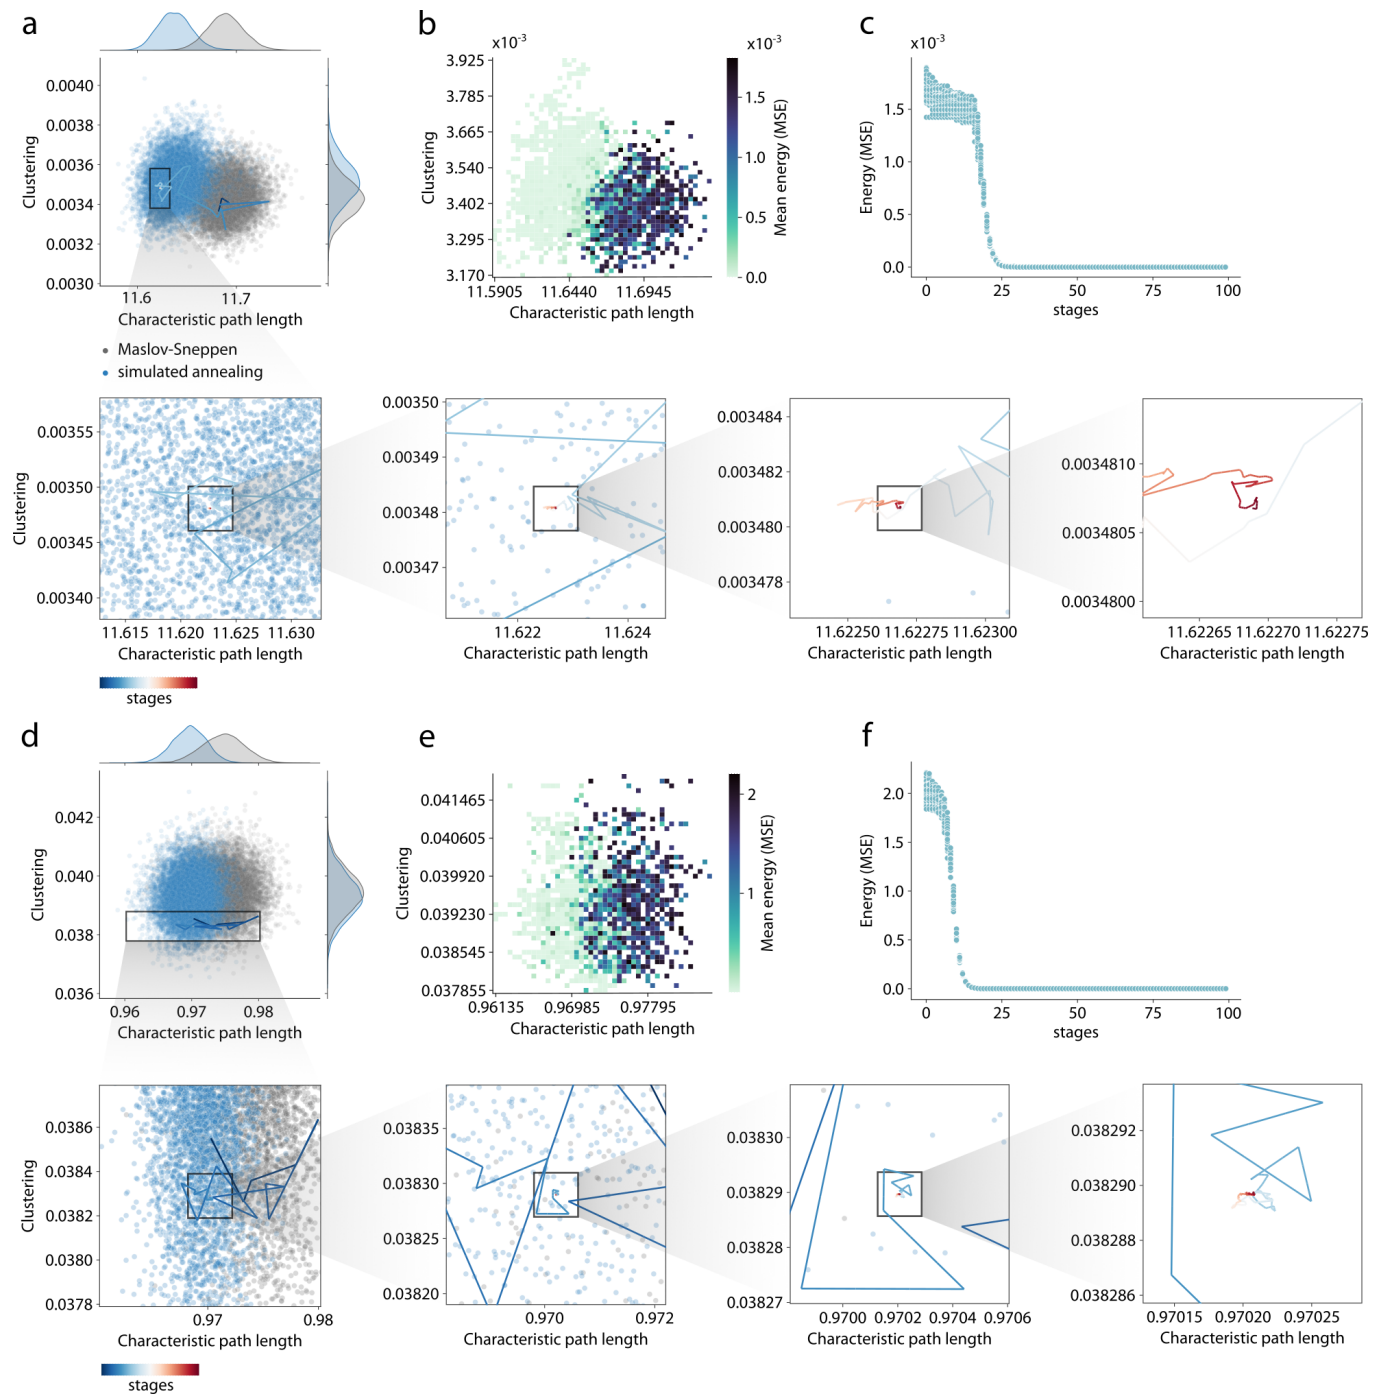 a
0.0040
0.0038
0.0036
0.0034
0.0032
0.0030
Clustering
11.6 11.7
Characteristic path length
Maslov-Sneppen
simulated annealing
b
x10⁻³
3.925
3.785
3.665
3.540
3.402
3.295
3.170
Clustering
11.5905 11.6440 11.6945
Characteristic path length
x10⁻³
1.5
1.0
0.5
0.0
Mean energy (MSE)
c
x10⁻³
1.5
1.0
0.5
0.0
Energy (MSE)
0 25 50 75 100
stages
0.00355
0.00350
0.00345
0.00340
Clustering
11.615 11.620 11.625 11.630
Characteristic path length
stages
0.00350
0.00349
0.00348
0.00347
11.622 11.624
Characteristic path length
0.003484
0.003482
0.003480
0.003478
11.62250 11.62275 11.62300
Characteristic path length
0.0034810
0.0034805
0.0034800
11.62265 11.62270 11.62275
Characteristic path length
d
0.042
0.040
0.038
0.036
Clustering
0.96 0.97 0.98
Characteristic path length
e
0.041465
0.040605
0.039920
0.039230
0.038545
0.037855
Clustering
0.96135 0.96985 0.97795
Characteristic path length
2
1
Mean energy (MSE)
f
2.0
1.5
1.0
0.5
0.0
Energy (MSE)
0 25 50 75 100
stages
0.0386
0.0384
0.0382
0.0380
0.0378
Clustering
0.97 0.98
Characteristic path length
stages
0.03835
0.03830
0.03825
0.03820
0.970 0.972
Characteristic path length
0.03830
0.03829
0.03828
0.03827
0.9700 0.9702 0.9704 0.9706
Characteristic path length
0.038292
0.038290
0.038288
0.038286
0.97015 0.97020 0.97025
Characteristic path length